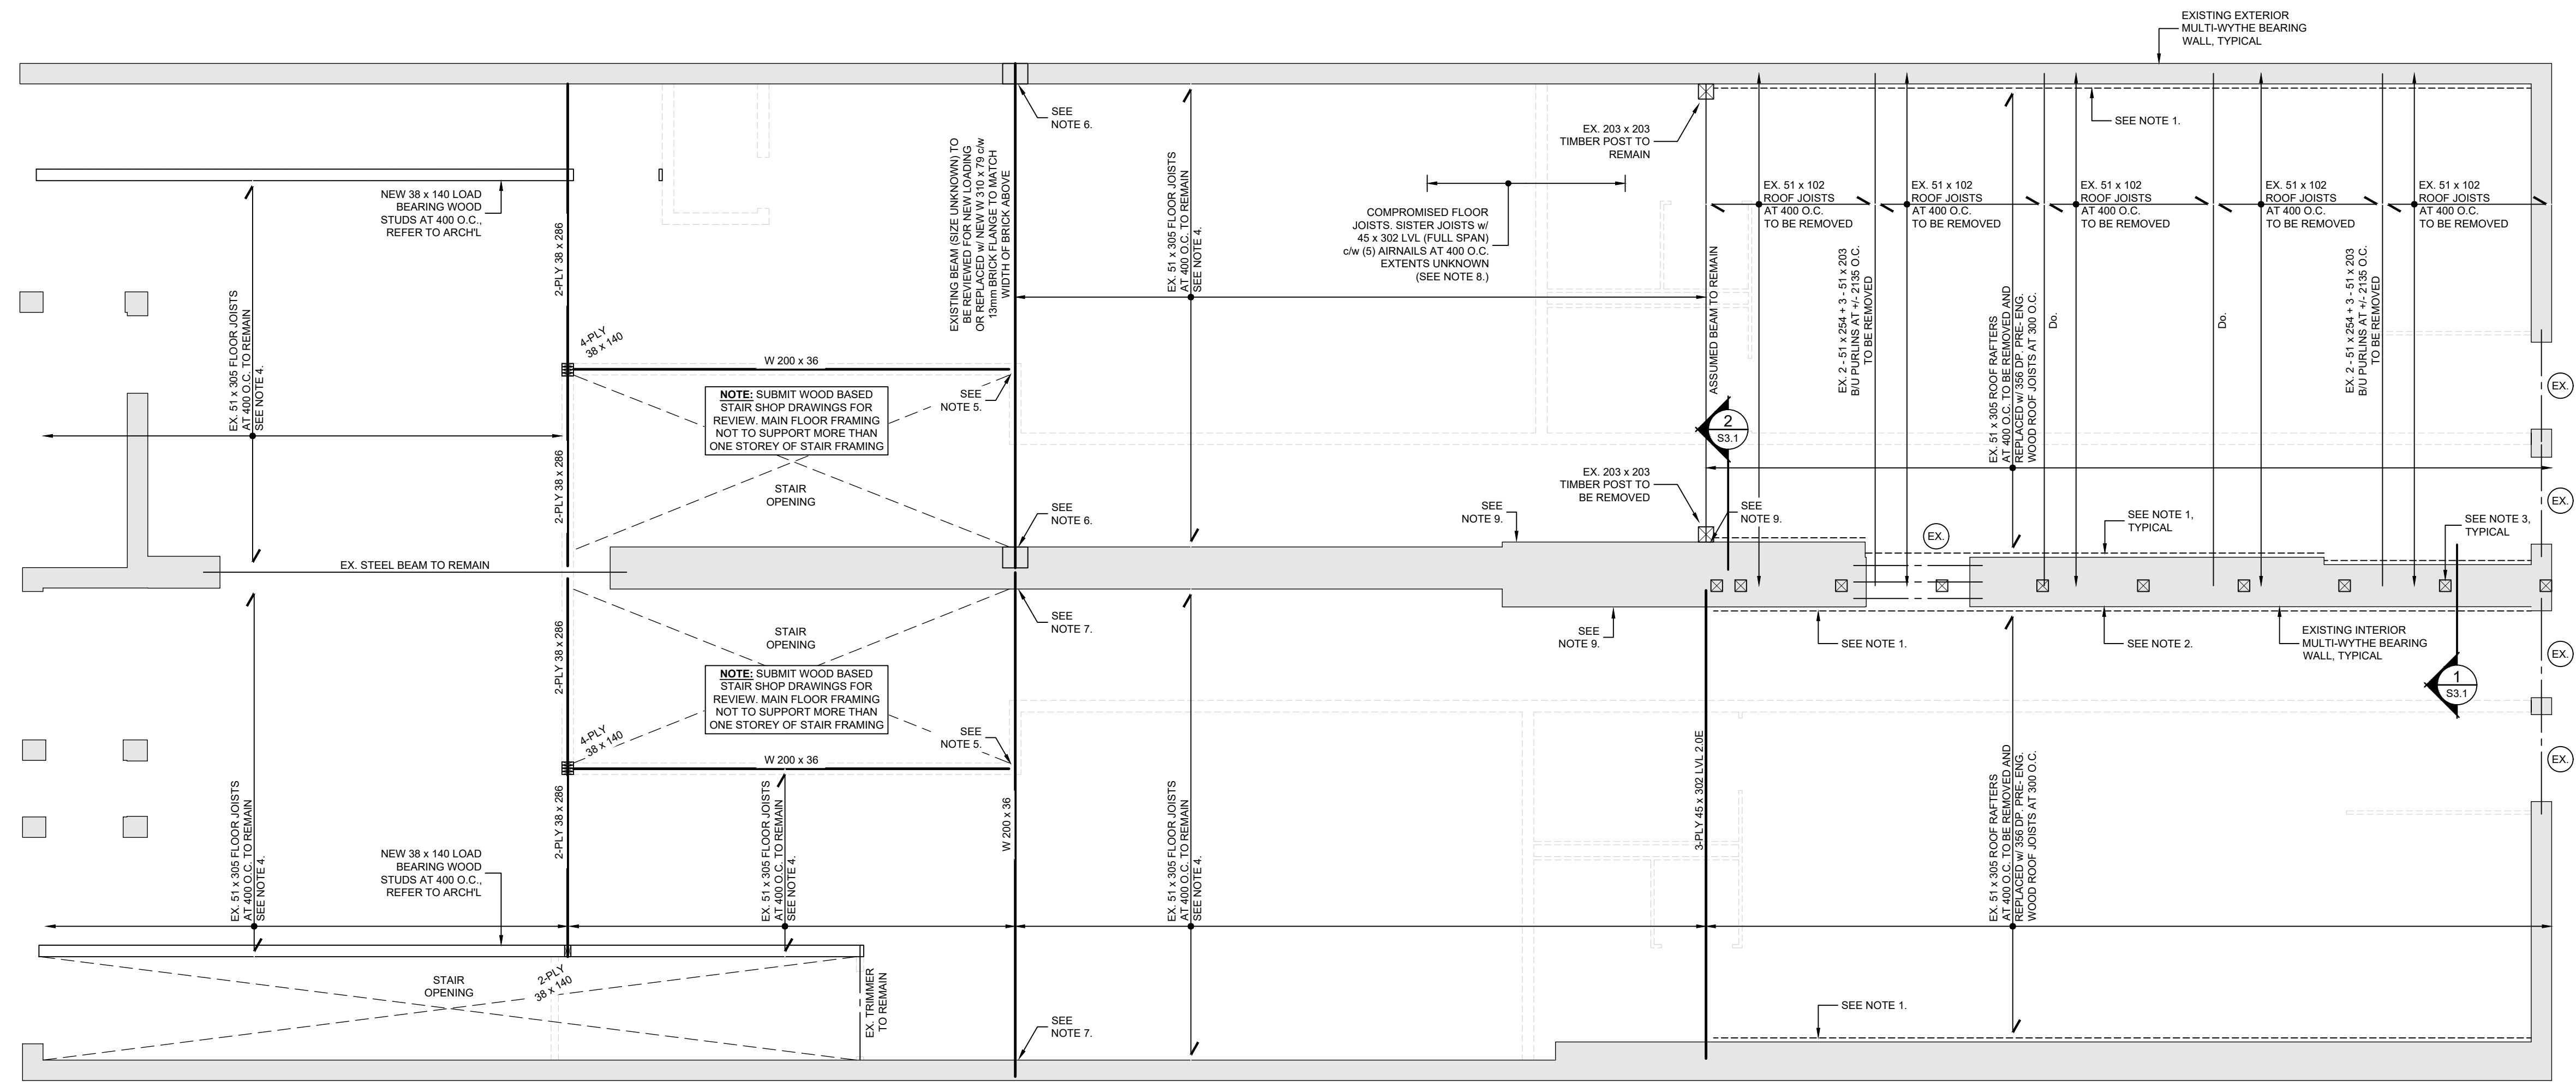 EXISTING EXTERIOR
MULTI-WYTHE BEARING
WALL, TYPICAL
SEE
NOTE 6.
EX. 203 x 203
TIMBER POST TO
REMAIN
SEE NOTE 1.
NEW 38 x 140 LOAD
BEARING WOOD
STUDS AT 400 O.C.,
REFER TO ARCH'L
2-PLY 38 x 286
EXISTING BEAM (SIZE UNKNOWN) TO
BE REVIEWED FOR NEW LOADING
OR REPLACED w/ NEW W 310 x 79 c/w
13mm BRICK FLANGE TO MATCH
WIDTH OF BRICK ABOVE
EX. 51 x 305 FLOOR JOISTS
AT 400 O.C. TO REMAIN
SEE NOTE 4.
COMPROMISED FLOOR
JOISTS. SISTER JOISTS w/
45 x 302 LVL (FULL SPAN)
c/w (5) AIRNAILS AT 400 O.C.
EXTENTS UNKNOWN
(SEE NOTE 8.)
EX. 51 x 102
ROOF JOISTS
AT 400 O.C.
TO BE REMOVED
EX. 51 x 102
ROOF JOISTS
AT 400 O.C.
TO BE REMOVED
EX. 51 x 102
ROOF JOISTS
AT 400 O.C.
TO BE REMOVED
EX. 51 x 102
ROOF JOISTS
AT 400 O.C.
TO BE REMOVED
EX. 51 x 102
ROOF JOISTS
AT 400 O.C.
TO BE REMOVED
EX. 51 x 305 FLOOR JOISTS
AT 400 O.C. TO REMAIN
SEE NOTE 4.
ASSUMED BEAM TO REMAIN
EX. 2 - 51 x 254 + 3 - 51 x 203
B/U PURLINS AT +/- 2135 O.C.
TO BE REMOVED
EX. 51 x 305 ROOF RAFTERS
AT 400 O.C. TO BE REMOVED AND
REPLACED w/ 356 DP. PRE- ENG.
WOOD ROOF JOISTS AT 300 O.C.
Do.
Do.
EX. 2 - 51 x 254 + 3 - 51 x 203
B/U PURLINS AT +/- 2135 O.C.
TO BE REMOVED
4-PLY
38 x 140
W 200 x 36
NOTE: SUBMIT WOOD BASED
STAIR SHOP DRAWINGS FOR
REVIEW. MAIN FLOOR FRAMING
NOT TO SUPPORT MORE THAN
ONE STOREY OF STAIR FRAMING
SEE
NOTE 5.
EX.
2
S3.1
2-PLY 38 x 286
STAIR
OPENING
EX. 203 x 203
TIMBER POST TO
BE REMOVED
SEE
NOTE 6.
SEE
NOTE 9.
SEE
NOTE 9.
EX.
SEE NOTE 1,
TYPICAL
SEE NOTE 3,
TYPICAL
EX.
EX. STEEL BEAM TO REMAIN
STAIR
OPENING
SEE
NOTE 7.
SEE
NOTE 9.
SEE NOTE 1.
SEE NOTE 2.
EXISTING INTERIOR
MULTI-WYTHE BEARING
WALL, TYPICAL
EX.
1
S3.1
2-PLY 38 x 286
NOTE: SUBMIT WOOD BASED
STAIR SHOP DRAWINGS FOR
REVIEW. MAIN FLOOR FRAMING
NOT TO SUPPORT MORE THAN
ONE STOREY OF STAIR FRAMING
4-PLY
38 x 140
SEE
NOTE 5.
W 200 x 36
EX.
EX. 51 x 305 FLOOR JOISTS
AT 400 O.C. TO REMAIN
SEE NOTE 4.
NEW 38 x 140 LOAD
BEARING WOOD
STUDS AT 400 O.C.,
REFER TO ARCH'L
2-PLY 38 x 286
EX. 51 x 305 FLOOR JOISTS
AT 400 O.C. TO REMAIN
SEE NOTE 4.
W 200 x 36
EX. 51 x 305 FLOOR JOISTS
AT 400 O.C. TO REMAIN
SEE NOTE 4.
3-PLY 45 x 302 LVL 2.0E
EX. 51 x 305 ROOF RAFTERS
AT 400 O.C. TO BE REMOVED AND
REPLACED w/ 356 DP. PRE- ENG.
WOOD ROOF JOISTS AT 300 O.C.
STAIR
OPENING
2-PLY
38 x 140
EX. TRIMMER
TO REMAIN
SEE
NOTE 7.
SEE NOTE 1.